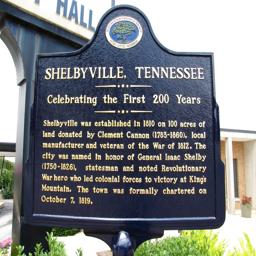 HALL
SHELBYVILLE, TENNESSEE
Celebrating the First 200 Years
Shelbyville was established in 1810 on 100 acres of
land donated by Clement Cannon (1783-1860), local
manufacturer and veteran of the War of 1812. The
city was named in honor of General Isaac Shelby
(1750-1826), statesman and noted Revolutionary
War hero who led colonial forces to victory at Kings
Mountain. The town was formally chartered on
October 7, 1819.